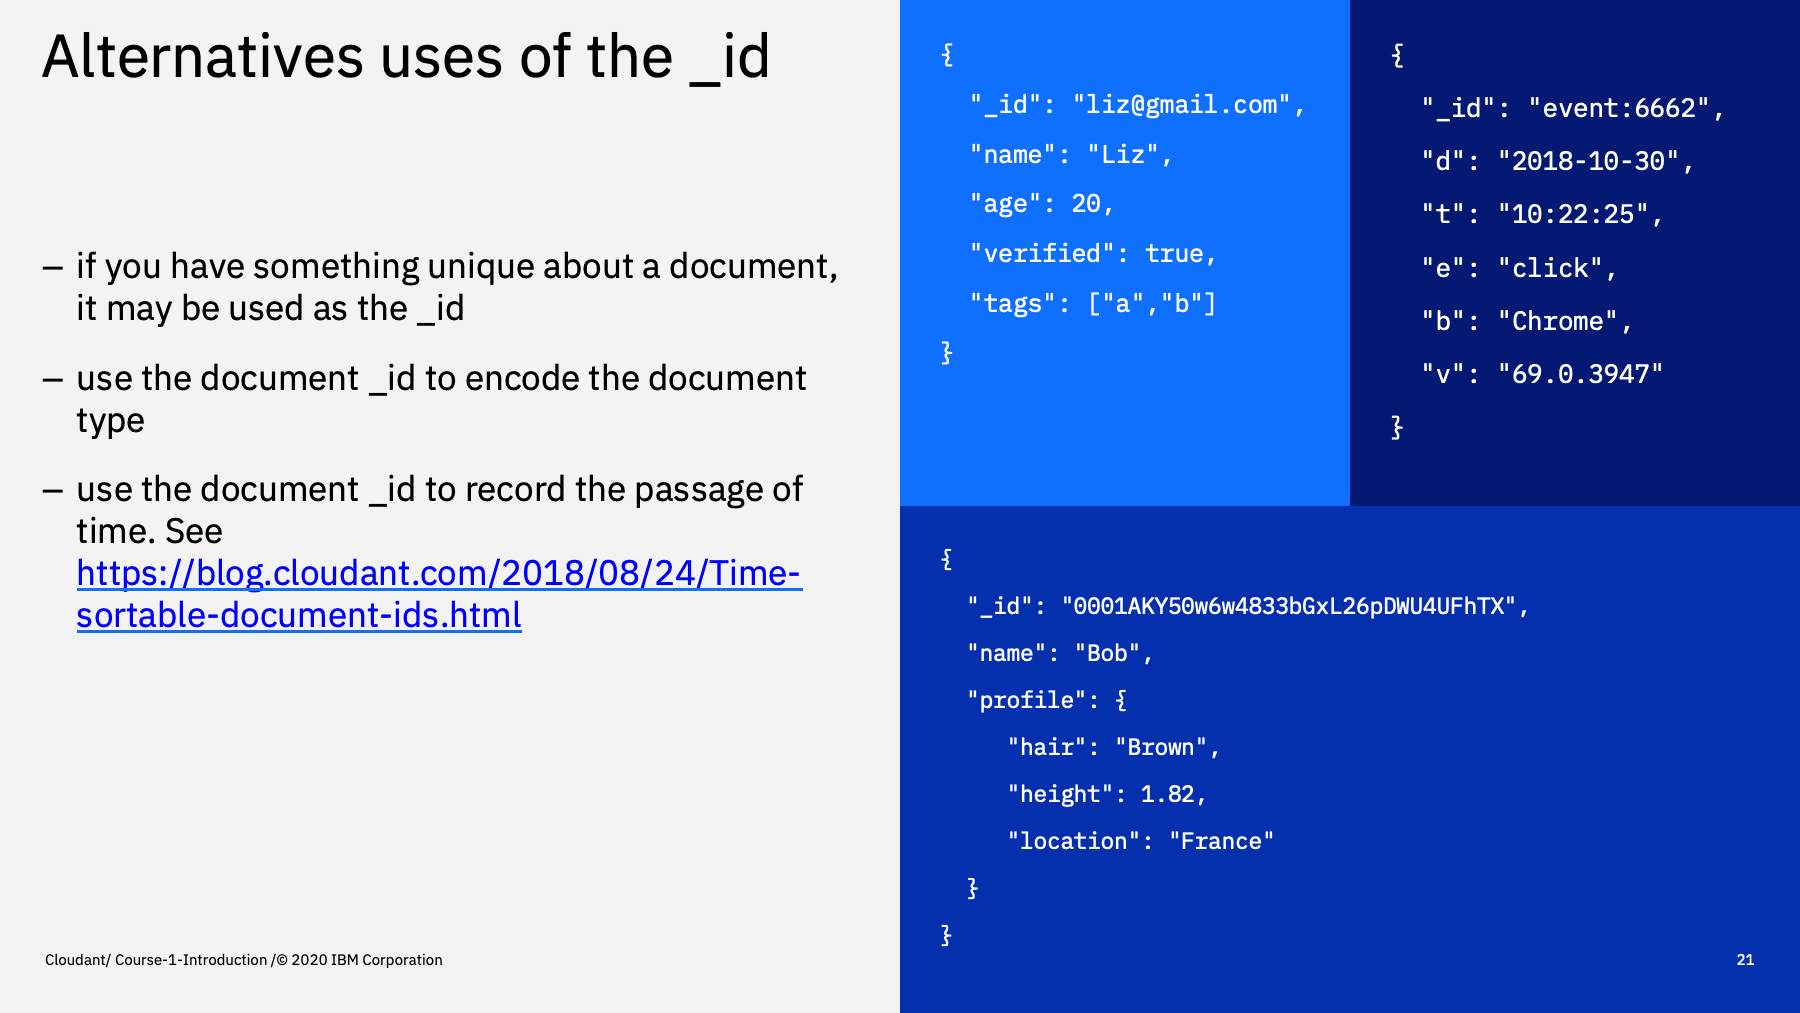 Alternatives uses of the _id
– if you have something unique about a document,
it may be used as the _id
– use the document _id to encode the document
type
– use the document _id to record the passage of
time. See
https://blog.cloudant.com/2018/08/24/Time-
sortable-document-ids.html
{
"_id": "liz@gmail.com",
"name": "Liz",
"age": 20,
"verified": true,
"tags": ["a","b"]
}
{
"_id": "event:6662",
"d": "2018-10-30",
"t": "10:22:25",
"e": "click",
"b": "Chrome",
"v": "69.0.3947"
}
{
"_id": "0001AKY50w6w4833bGxL26pDWU4UFhTX",
"name": "Bob",
"profile": {
"hair": "Brown",
"height": 1.82,
"location": "France"
}
}
Cloudant/ Course-1-Introduction /© 2020 IBM Corporation
21